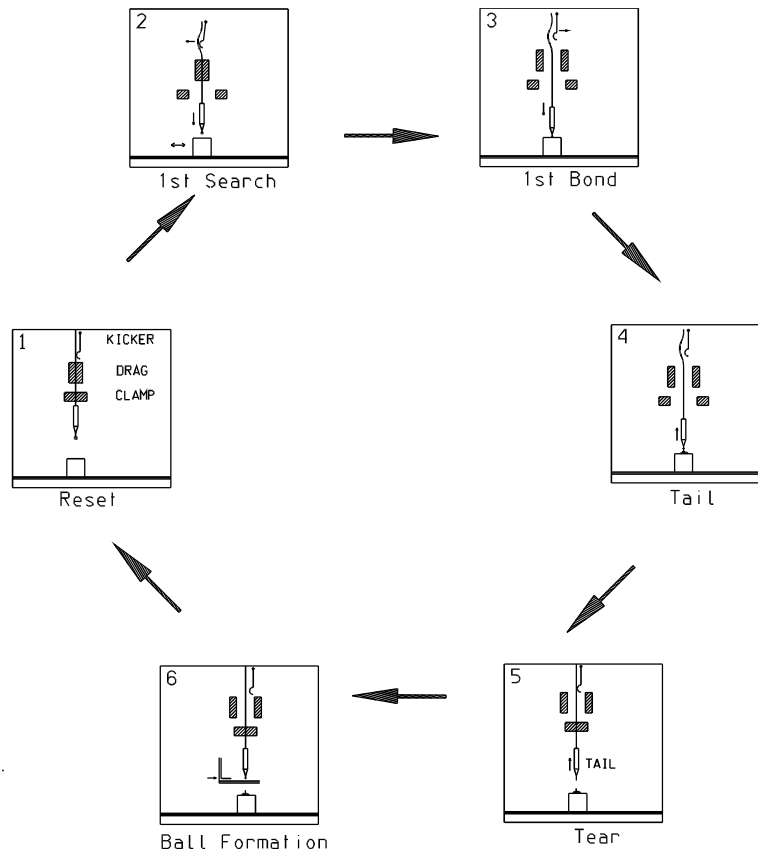 2
1st Search
3
1st Bond
1
KICKER
DRAG
CLAMP
Reset
4
Tail
5
TAIL
Tear
6
Ball Formation